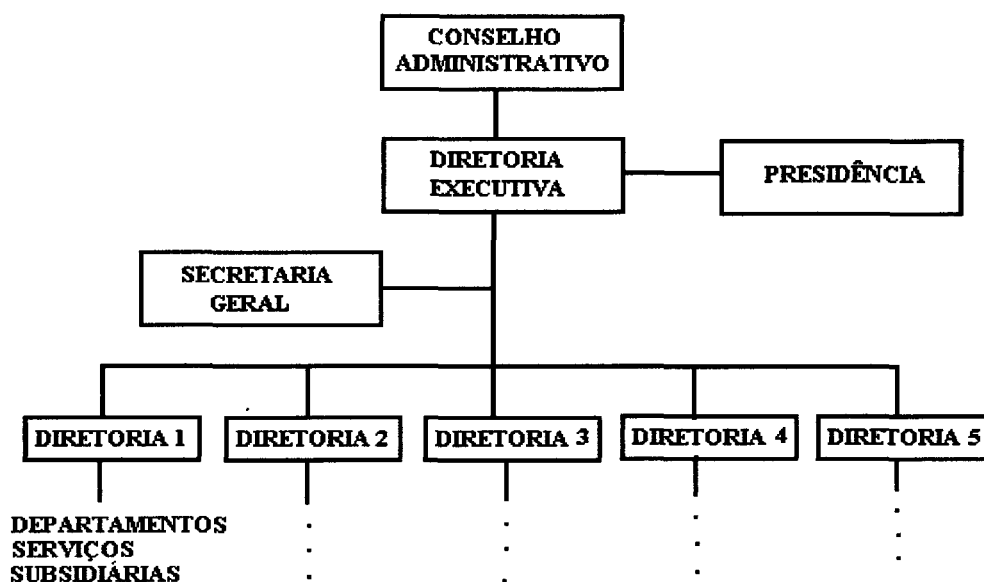 CONSELHO
ADMINISTRATIVO
DIRETORIA
EXECUTIVA
PRESIDÊNCIA
SECRETARIA
GERAL
DIRETORIA 1
DIRETORIA 2
DIRETORIA 3
DIRETORIA 4
DIRETORIA 5
DEPARTAMENTOS
SERVIÇOS
SUBSIDIÁRIAS